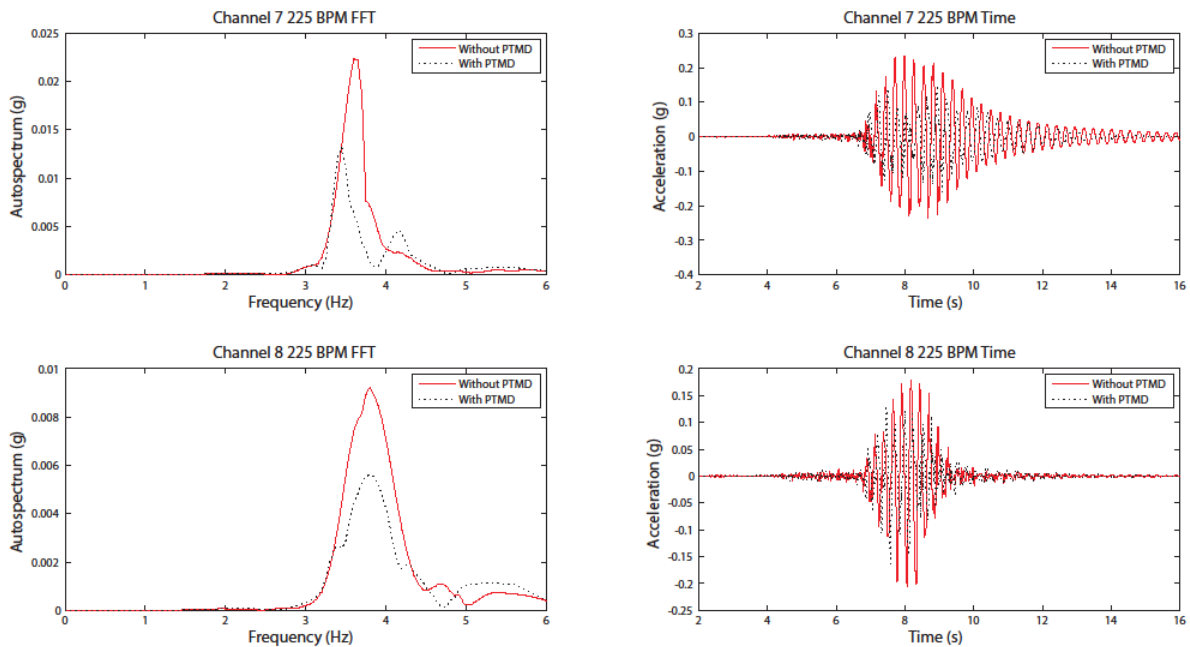 Channel 7 225 BPM FFT
0.025
0.02
0.015
0.01
0.005
0
Autospectrum (g)
Without PTMD
With PTMD
0 1 2 3 4 5 6
Frequency (Hz)
Channel 7 225 BPM Time
0.3
0.2
0.1
0
-0.1
-0.2
-0.3
-0.4
Acceleration (g)
Without PTMD
With PTMD
2 4 6 8 10 12 14 16
Time (s)
Channel 8 225 BPM FFT
0.01
0.008
0.006
0.004
0.002
0
Autospectrum (g)
Without PTMD
With PTMD
0 1 2 3 4 5 6
Frequency (Hz)
Channel 8 225 BPM Time
0.2
0.15
0.1
0.05
0
-0.05
-0.1
-0.15
-0.2
-0.25
Acceleration (g)
Without PTMD
With PTMD
2 4 6 8 10 12 14 16
Time (s)